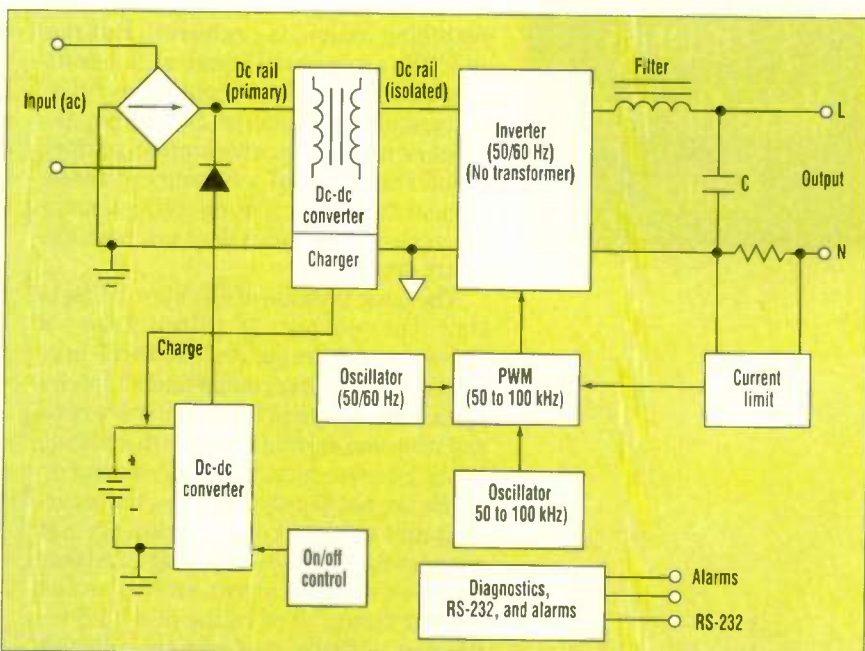 Input (ac)
Dc rail
(primary)
Dc-dc
converter
Charger
Dc rail
(isolated)
Inverter
(50/60 Hz)
(No transformer)
Filter
L
C
Output
N
Charge
+
-
Dc-dc
converter
On/off
control
Oscillator
(50/60 Hz)
PWM
(50 to 100 kHz)
Current
limit
Oscillator
50 to 100 kHz)
Diagnostics,
RS-232, and alarms
Alarms
RS-232